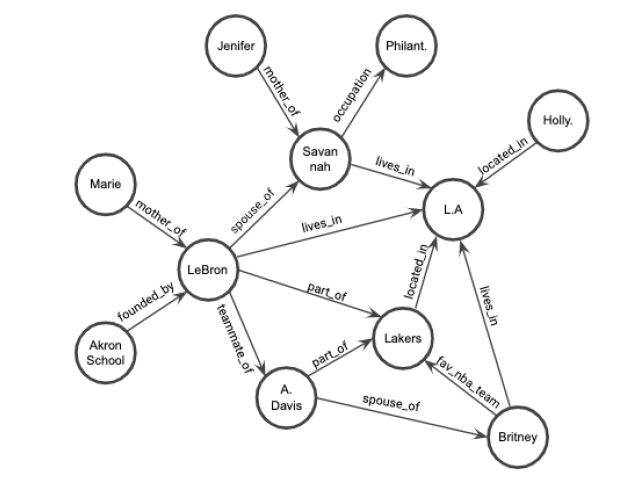 Jenifer
Philant.
mother_of
occupation
Holly.
Savan
nah
located_in
lives_in
Marie
spouse_of
mother_of
lives_in
L.A
LeBron
founded_by
located_in
part_of
lives_in
Akron
School
teammate_of
part_of
Lakers
fav_nba_team
A.
Davis
spouse_of
Britney